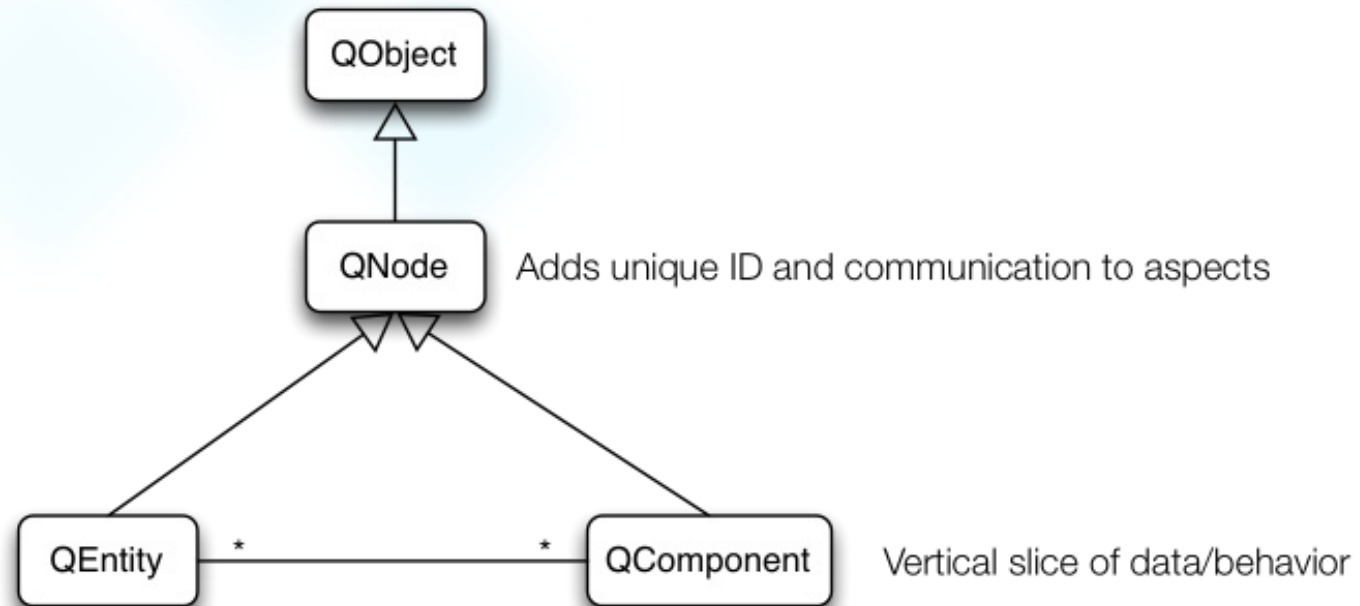 QObject
QNode
Adds unique ID and communication to aspects
QEntity
*
*
QComponent
Vertical slice of data/behavior